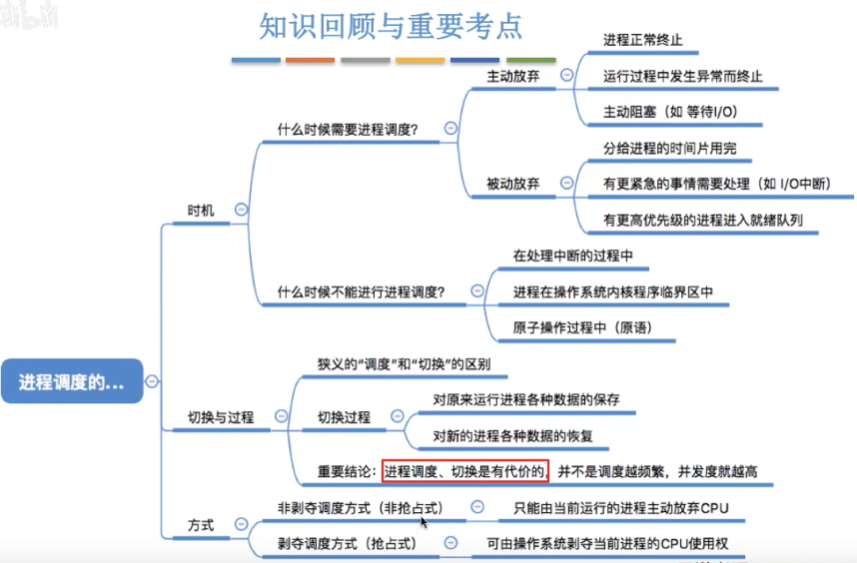 知识回顾与重要考点
进程正常终止
主动放弃
运行过程中发生异常而终止
主动阻塞（如 等待I/O）
什么时候需要进程调度？
分给进程的时间片用完
被动放弃
有更紧急的事情需要处理（如 I/O中断）
有更高优先级的进程进入就绪队列
时机
在处理中断的过程中
什么时候不能进行进程调度？
进程在操作系统内核程序临界区中
原子操作过程中（原语）
进程调度的...
狭义的“调度”和“切换”的区别
切换与过程
切换过程
对原来运行进程各种数据的保存
对新的进程各种数据的恢复
重要结论：进程调度、切换是有代价的，并不是调度越频繁，并发度就越高
方式
非剥夺调度方式（非抢占式）
只能由当前运行的进程主动放弃CPU
剥夺调度方式（抢占式）
可由操作系统剥夺当前进程的CPU使用权